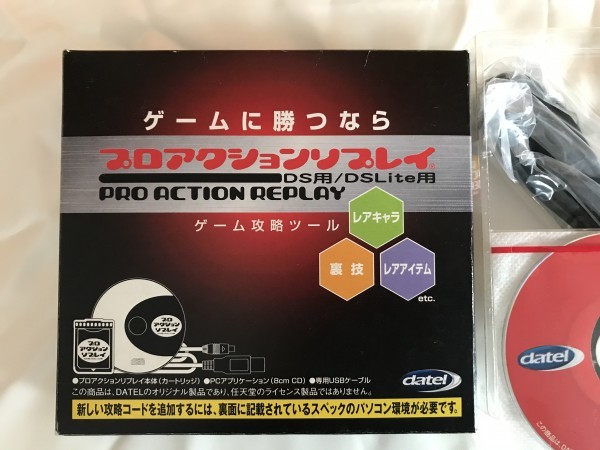 ゲームに勝つなら
プロアクションリプレイ
DS用/DSLite用
PRO ACTION REPLAY
ゲーム攻略ツール
レアキャラ
裏技
レアアイテム
etc.
プロ
アクション
リプレイ
プロ
アクション
リプレイ
●プロアクションリプレイ本体(カートリッジ) ●PCアプリケーション(8cm CD) ●専用USBケーブル
この商品は、DATELのオリジナル製品であり、任天堂のライセンス製品ではありません。
datel
新しい攻略コードを追加するには、裏面に記載されているスペックのパソコン環境が必要です。
datel